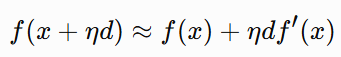 f(x + ηd) ≈ f(x) + ηdf′(x)